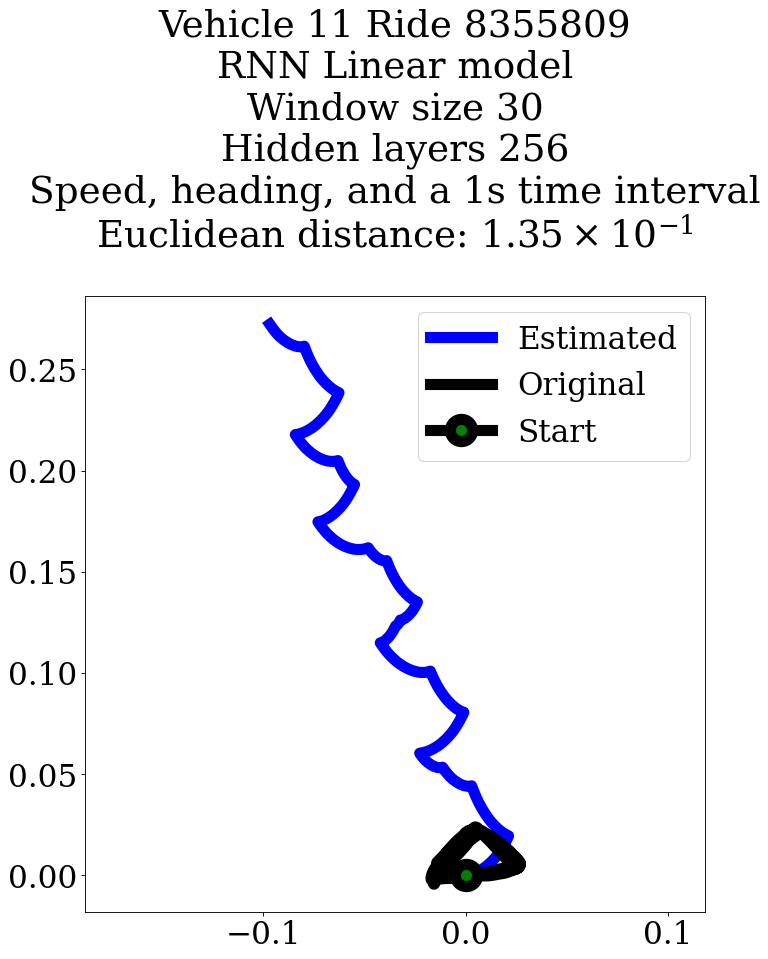 Vehicle 11 Ride 8355809
RNN Linear model
Window size 30
Hidden layers 256
Speed, heading, and a 1s time interval
Euclidean distance: 1.35 × 10⁻¹
Estimated
Original
Start
0.25
0.20
0.15
0.10
0.05
0.00
−0.1
0.0
0.1